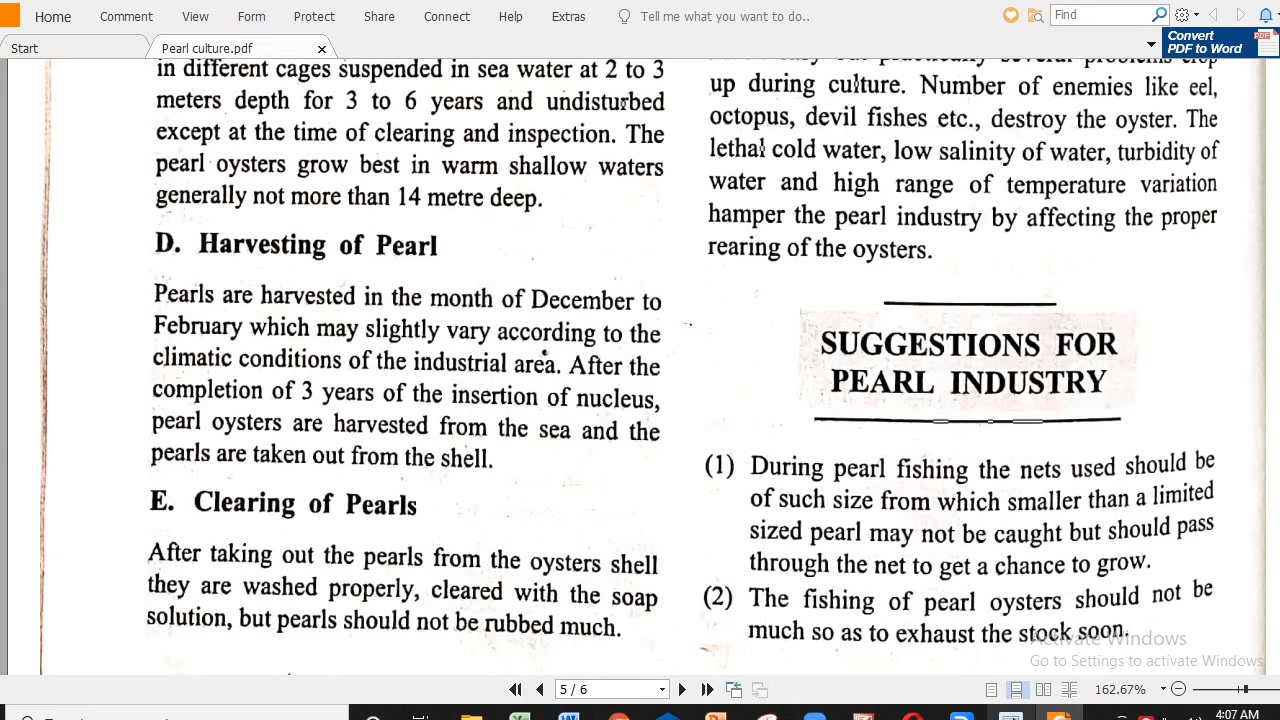 Home Comment View Form Protect Share Connect Help Extras Tell me what you want to do.. Find
Start
Pearl culture.pdf x
Convert
PDF to Word
in different cages suspended in sea water at 2 to 3
meters depth for 3 to 6 years and undisturbed
except at the time of clearing and inspection. The
pearl oysters grow best in warm shallow waters
generally not more than 14 metre deep.
D. Harvesting of Pearl
Pearls are harvested in the month of December to
February which may slightly vary according to the
climatic conditions of the industrial area. After the
completion of 3 years of the insertion of nucleus,
pearl oysters are harvested from the sea and the
pearls are taken out from the shell.
E. Clearing of Pearls
After taking out the pearls from the oysters shell
they are washed properly, cleared with the soap
solution, but pearls should not be rubbed much.
but practically several problems crop
up during culture. Number of enemies like eel,
octopus, devil fishes etc., destroy the oyster. The
lethal cold water, low salinity of water, turbidity of
water and high range of temperature variation
hamper the pearl industry by affecting the proper
rearing of the oysters.
SUGGESTIONS FOR
PEARL INDUSTRY
(1) During pearl fishing the nets used should be
of such size from which smaller than a limited
sized pearl may not be caught but should pass
through the net to get a chance to grow.
(2) The fishing of pearl oysters should not be
much so as to exhaust the stock soon.
Activate Windows
Go to Settings to activate Windows.
5 / 6
162.67%
4:07 AM